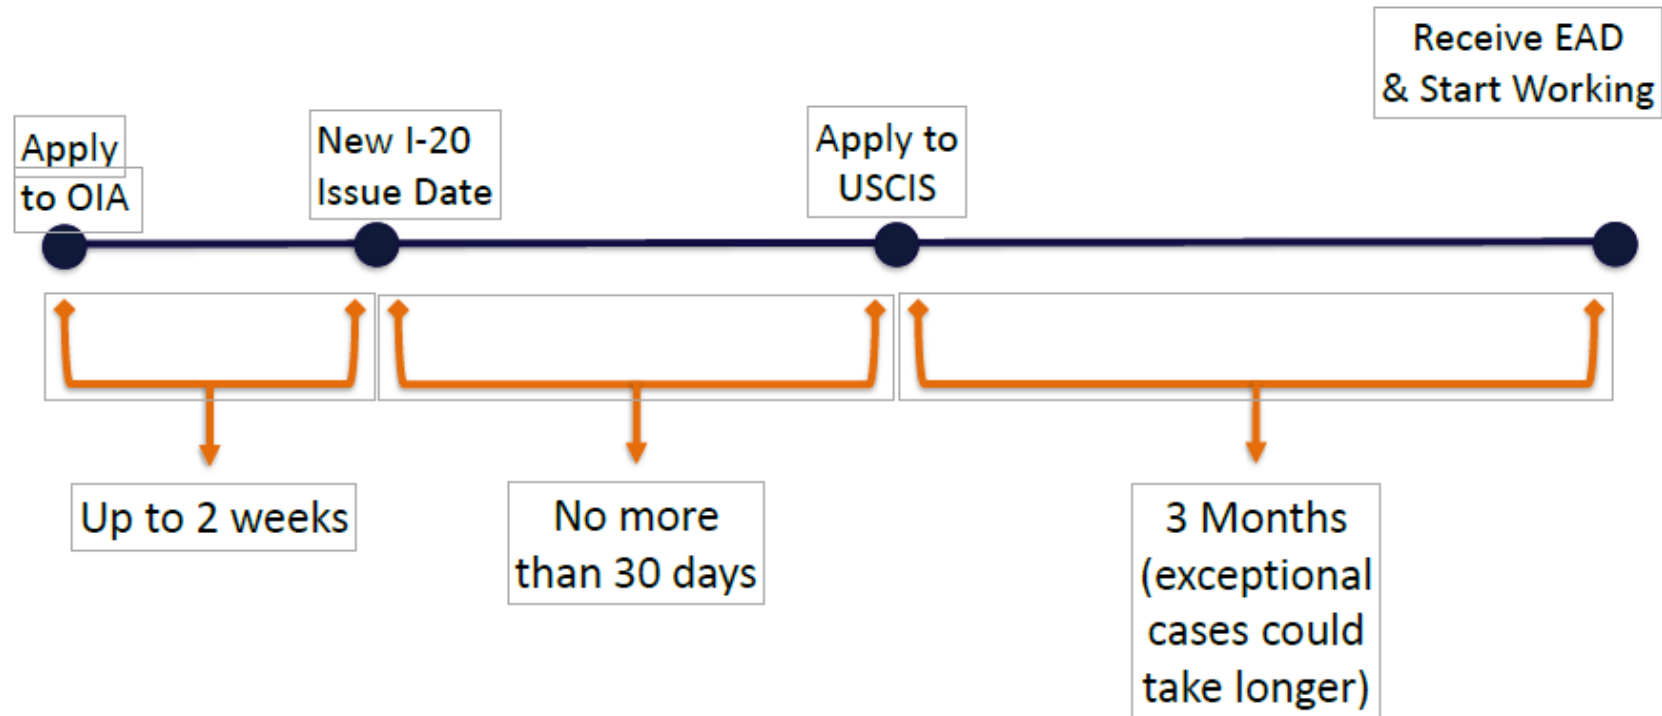 Apply
to OIA
New I-20
Issue Date
Apply to
USCIS
Receive EAD
& Start Working
Up to 2 weeks
No more
than 30 days
3 Months
(exceptional
cases could
take longer)